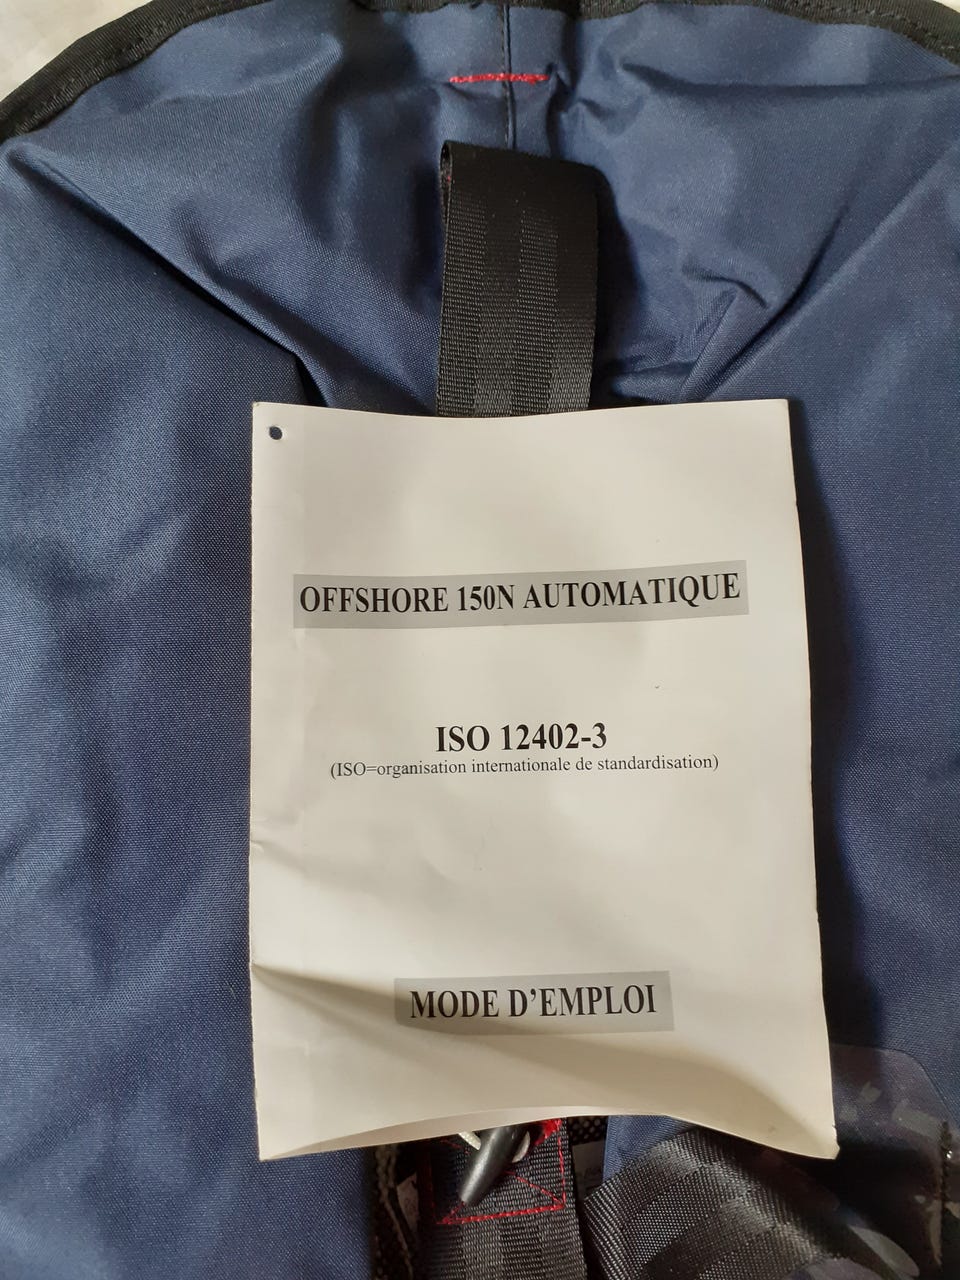 OFFSHORE 150N AUTOMATIQUE
ISO 12402-3
(ISO=organisation internationale de standardisation)
MODE D'EMPLOI